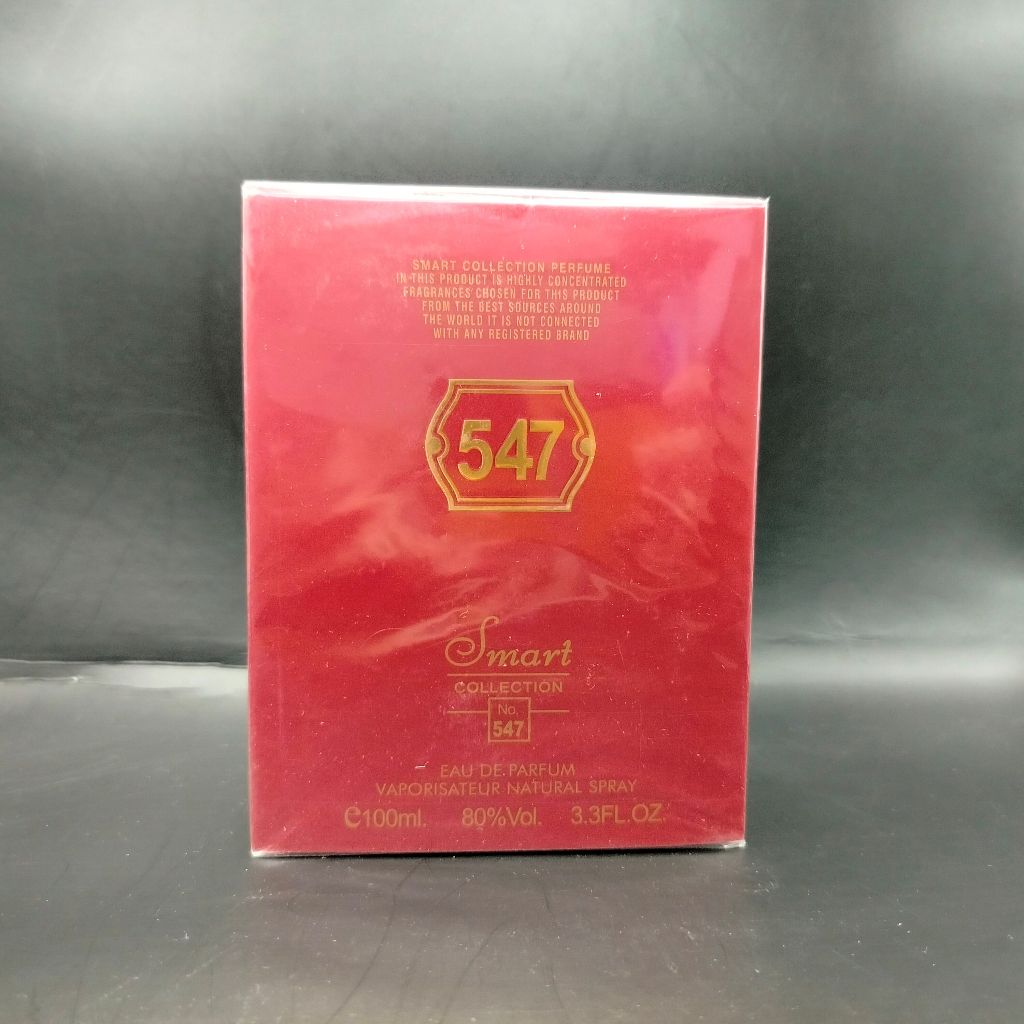 SMART COLLECTION PERFUME
IN THIS PRODUCT IS HIGHLY CONCENTRATED
FRAGRANCES CHOSEN FOR THIS PRODUCT
FROM THE BEST SOURCES AROUND
THE WORLD IT IS NOT CONNECTED
WITH ANY REGISTERED BRAND
547
Smart
COLLECTION
No.
547
EAU DE PARFUM
VAPORISATEUR NATURAL SPRAY
℮100ml. 80%Vol. 3.3FL.OZ.